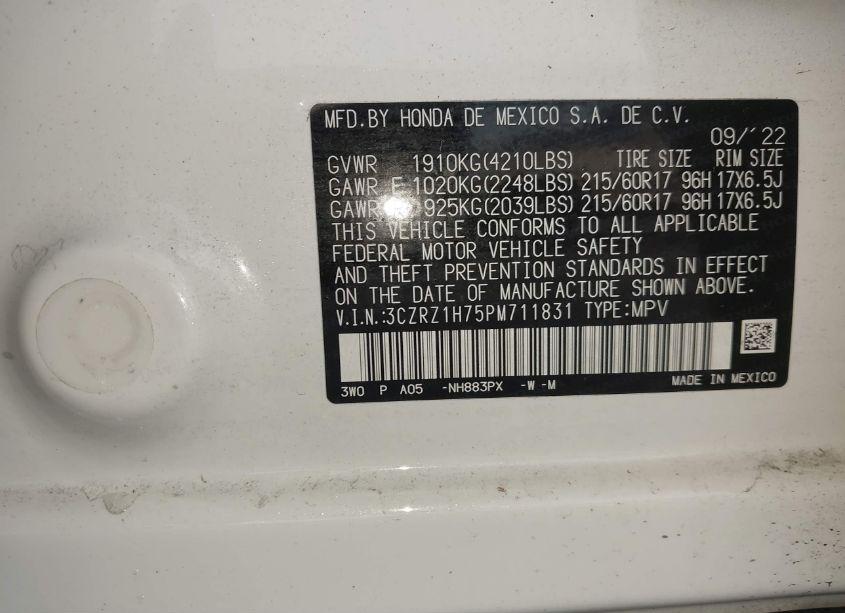 MFD.BY HONDA DE MEXICO S.A. DE C.V.
09/'22
GVWR 1910KG(4210LBS) TIRE SIZE RIM SIZE
GAWR F 1020KG(2248LBS) 215/60R17 96H 17X6.5J
GAWR 925KG(2039LBS) 215/60R17 96H 17X6.5J
THIS VEHICLE CONFORMS TO ALL APPLICABLE
FEDERAL MOTOR VEHICLE SAFETY
AND THEFT PREVENTION STANDARDS IN EFFECT
ON THE DATE OF MANUFACTURE SHOWN ABOVE.
V.I.N.:3CZRZ1H75PM711831 TYPE:MPV
3W0 P A05 -NH883PX -W -M MADE IN MEXICO